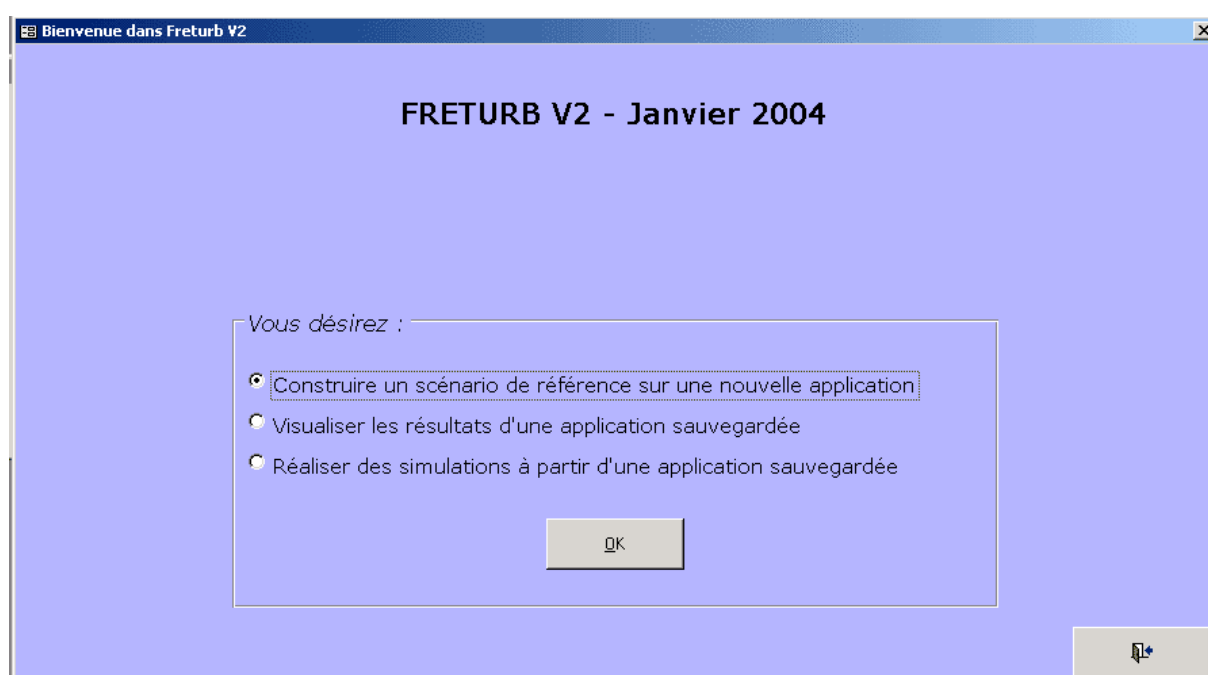 Bienvenue dans Freturb V2
FRETURB V2 - Janvier 2004
Vous désirez :
Construire un scénario de référence sur une nouvelle application
Visualiser les résultats d'une application sauvegardée
Réaliser des simulations à partir d'une application sauvegardée
OK